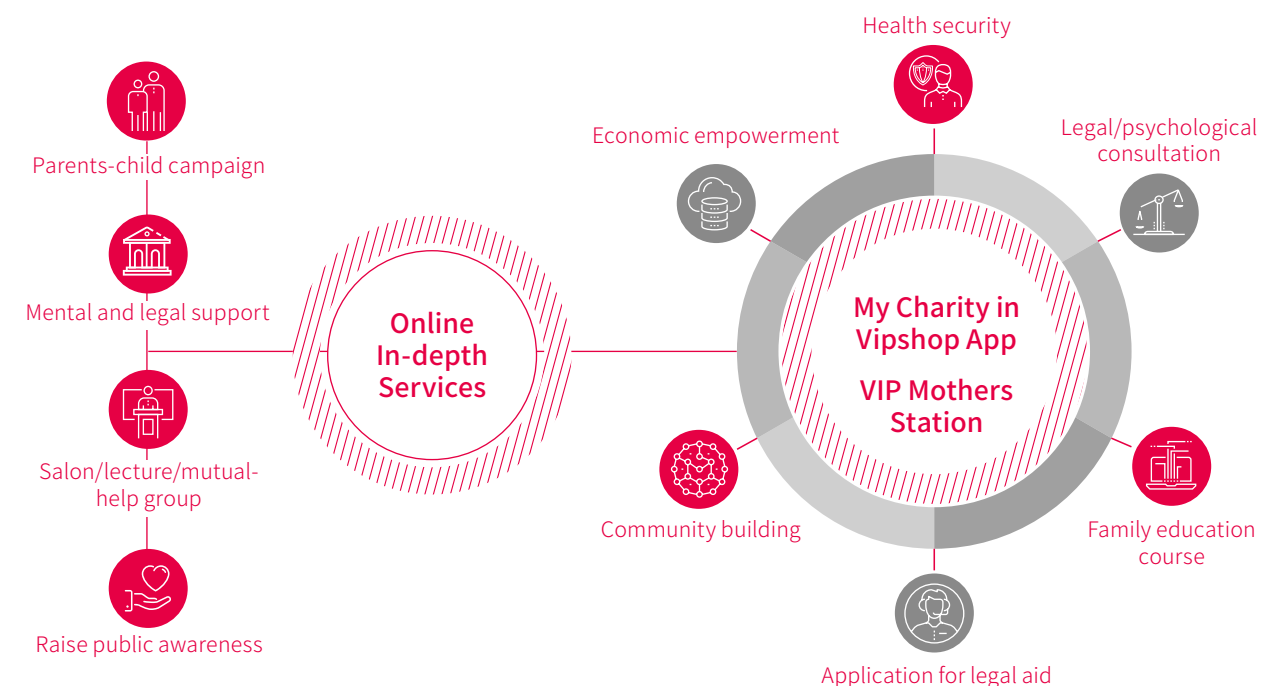 Parents-child campaign
Mental and legal support
Salon/lecture/mutual-
help group
Raise public awareness
Online
In-depth
Services
Health security
Economic empowerment
Legal/psychological
consultation
My Charity in
Vipshop App
VIP Mothers
Station
Community building
Family education
course
Application for legal aid